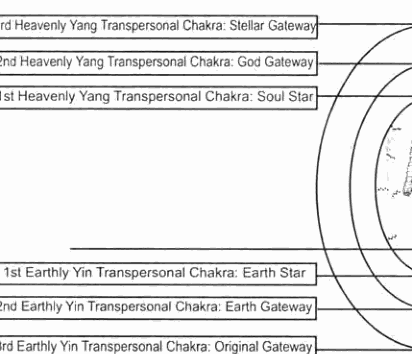 rd Heavenly Yang Transpersonal Chakra: Stellar Gateway
2nd Heavenly Yang Transpersonal Chakra: God Gateway
1st Heavenly Yang Transpersonal Chakra: Soul Star
1st Earthly Yin Transpersonal Chakra: Earth Star
2nd Earthly Yin Transpersonal Chakra: Earth Gateway
3rd Earthly Yin Transpersonal Chakra: Original Gateway